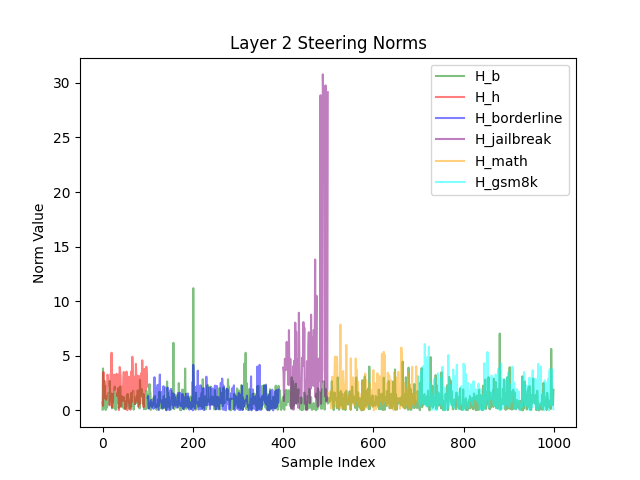 Layer 2 Steering Norms
Norm Value
30
25
20
15
10
5
0
H_b
H_h
H_borderline
H_jailbreak
H_math
H_gsm8k
0 200 400 600 800 1000
Sample Index